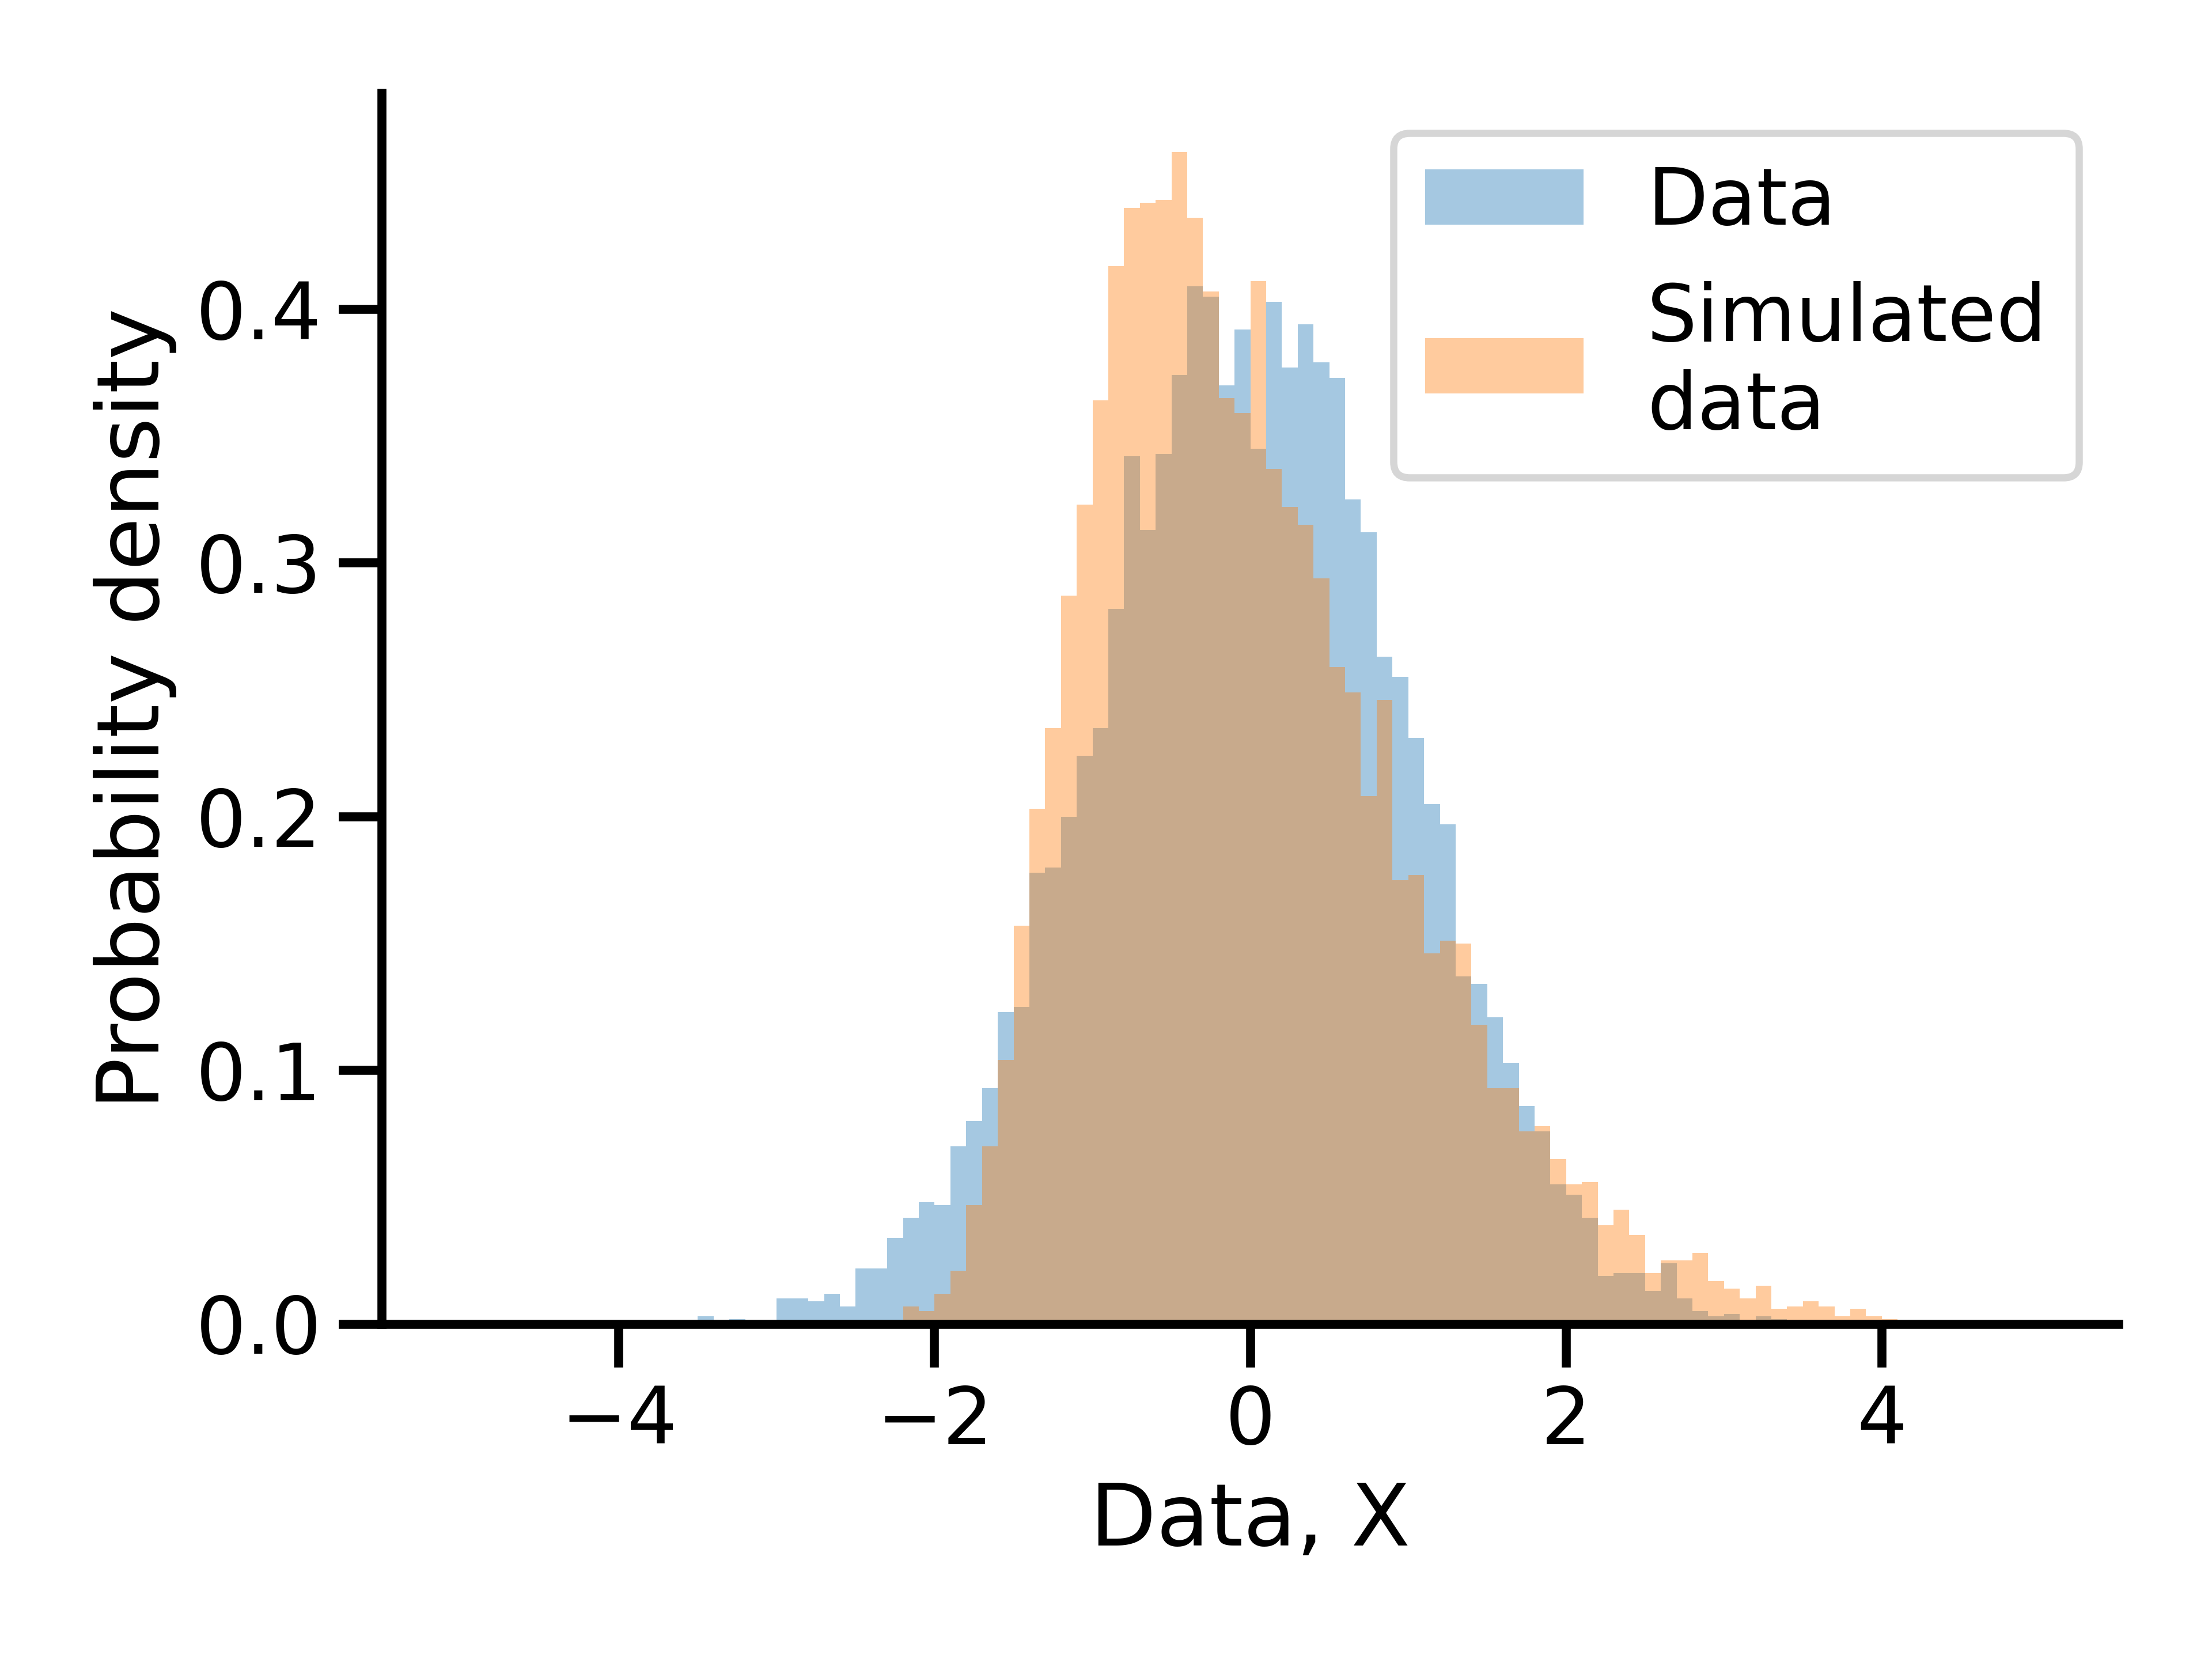 Data
Simulated
data
Probability density
0.4
0.3
0.2
0.1
0.0
−4 −2 0 2 4
Data, X